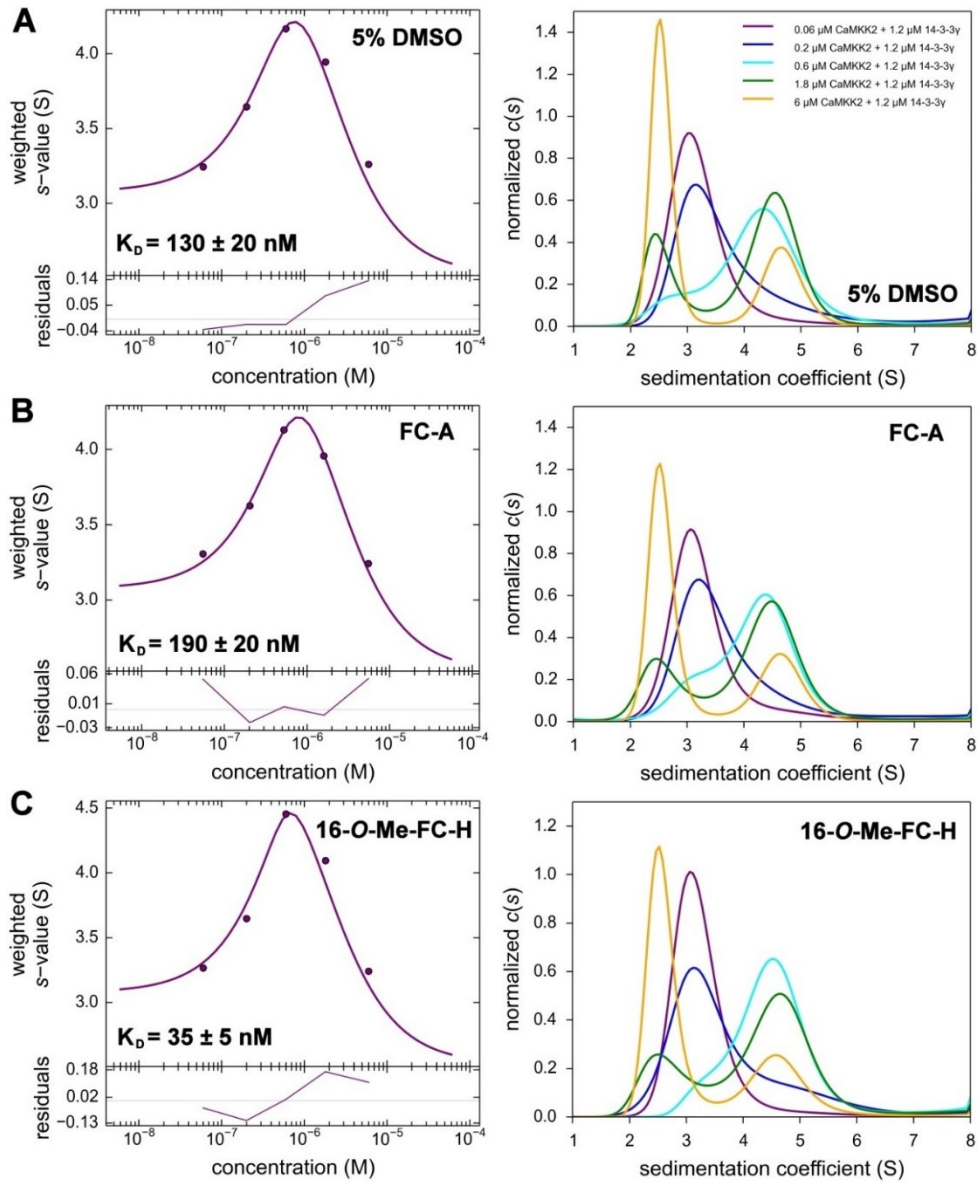 A
5% DMSO
weighted
s-value (S)
4.0
3.5
3.0
K_D = 130 ± 20 nM
residuals
0.14
0.05
−0.04
10⁻⁸ 10⁻⁷ 10⁻⁶ 10⁻⁵ 10⁻⁴
concentration (M)
normalized c(s)
1.4
1.2
1.0
0.8
0.6
0.4
0.2
0.0
0.06 µM CaMKK2 + 1.2 µM 14-3-3γ
0.2 µM CaMKK2 + 1.2 µM 14-3-3γ
0.6 µM CaMKK2 + 1.2 µM 14-3-3γ
1.8 µM CaMKK2 + 1.2 µM 14-3-3γ
6 µM CaMKK2 + 1.2 µM 14-3-3γ
5% DMSO
1 2 3 4 5 6 7 8
sedimentation coefficient (S)
B
FC-A
weighted
s-value (S)
4.0
3.5
3.0
K_D = 190 ± 20 nM
residuals
0.06
0.01
−0.03
10⁻⁸ 10⁻⁷ 10⁻⁶ 10⁻⁵ 10⁻⁴
concentration (M)
normalized c(s)
1.4
1.2
1.0
0.8
0.6
0.4
0.2
0.0
FC-A
1 2 3 4 5 6 7 8
sedimentation coefficient (S)
C
16-O-Me-FC-H
weighted
s-value (S)
4.5
4.0
3.5
3.0
K_D = 35 ± 5 nM
residuals
0.18
0.02
−0.13
10⁻⁸ 10⁻⁷ 10⁻⁶ 10⁻⁵ 10⁻⁴
concentration (M)
normalized c(s)
1.2
1.0
0.8
0.6
0.4
0.2
0.0
16-O-Me-FC-H
1 2 3 4 5 6 7 8
sedimentation coefficient (S)